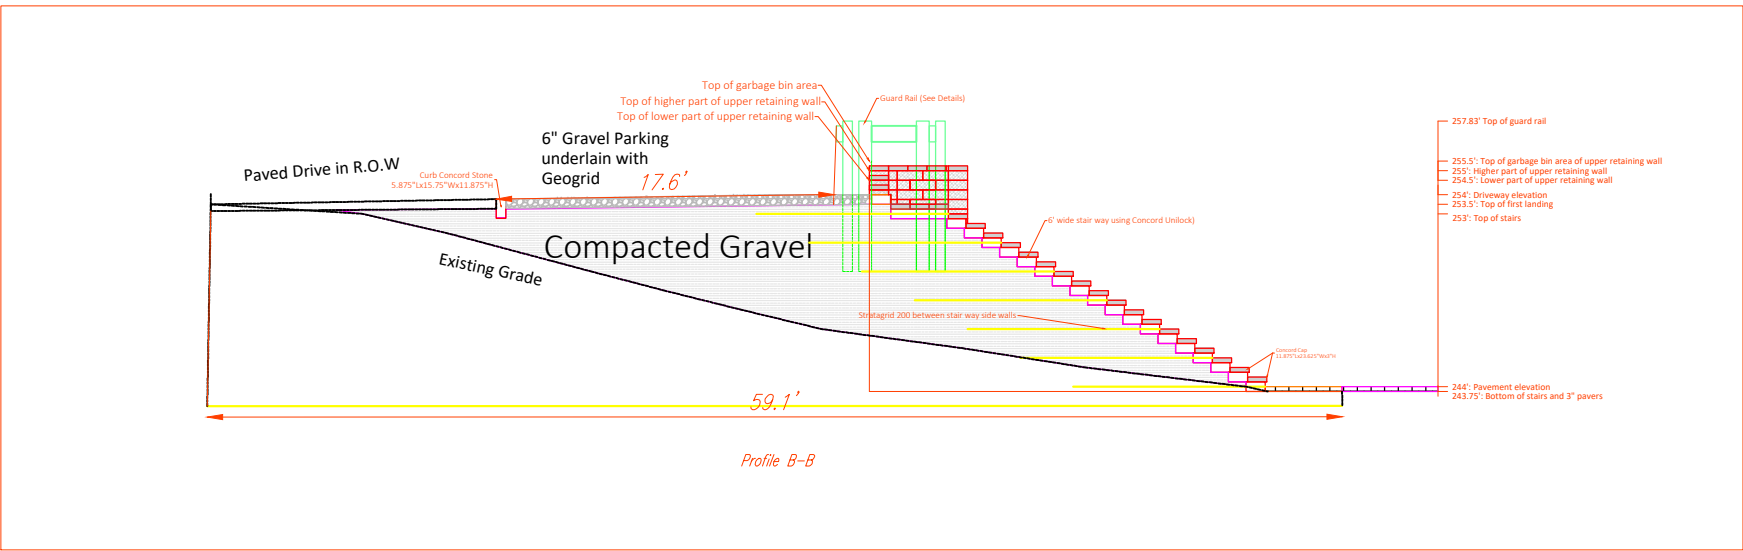 Top of garbage bin area
Top of higher part of upper retaining wall
Top of lower part of upper retaining wall
Guard Rail (See Details)
257.83' Top of guard rail
6" Gravel Parking
underlain with
Geogrid
Paved Drive in R.O.W
Curb Concord Stone
5.875"Lx15.75"Wx11.875"H
17.6'
255.5': Top of garbage bin area of upper retaining wall
255': Higher part of upper retaining wall
254.5': Lower part of upper retaining wall
254': Driveway elevation
253.5': Top of first landing
253': Top of stairs
6' wide stair way using Concord Unilock)
Compacted Gravel
Existing Grade
Stratagrid 200 between stair way side walls
Concord Cap
11.875"Lx23.625"Wx3"H
244': Pavement elevation
243.75': Bottom of stairs and 3" pavers
59.1'
Profile B-B